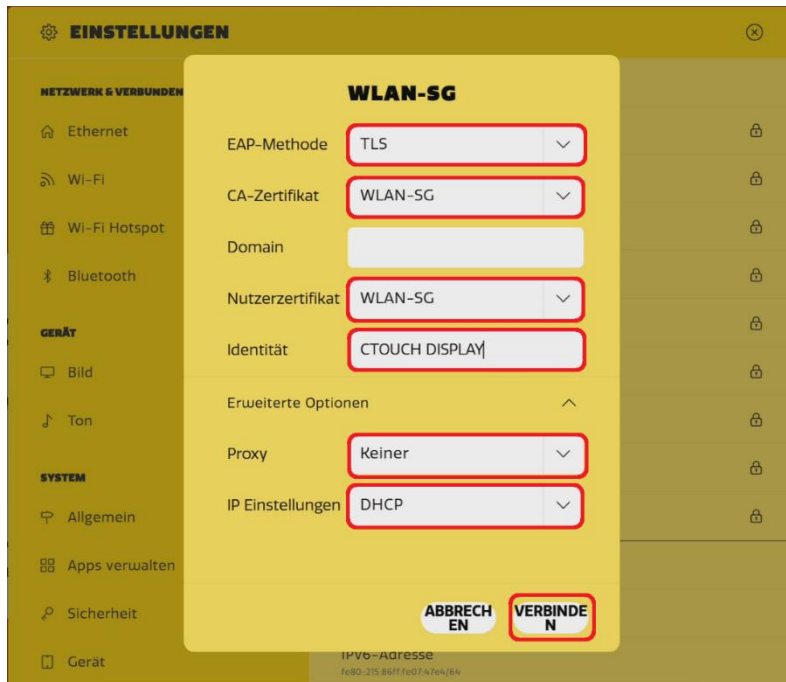 EINSTELLUNGEN
NETZWERK & VERBUNDEN
Ethernet
Wi-Fi
Wi-Fi Hotspot
Bluetooth
GERÄT
Bild
Ton
SYSTEM
Allgemein
Apps verwalten
Sicherheit
Gerät
WLAN-SG
EAP-Methode TLS
CA-Zertifikat WLAN-SG
Domain
Nutzerzertifikat WLAN-SG
Identität CTOUCH DISPLAY
Erweiterte Optionen
Proxy Keiner
IP Einstellungen DHCP
ABBRECH
EN
VERBINDE
N
IPV6-Adresse